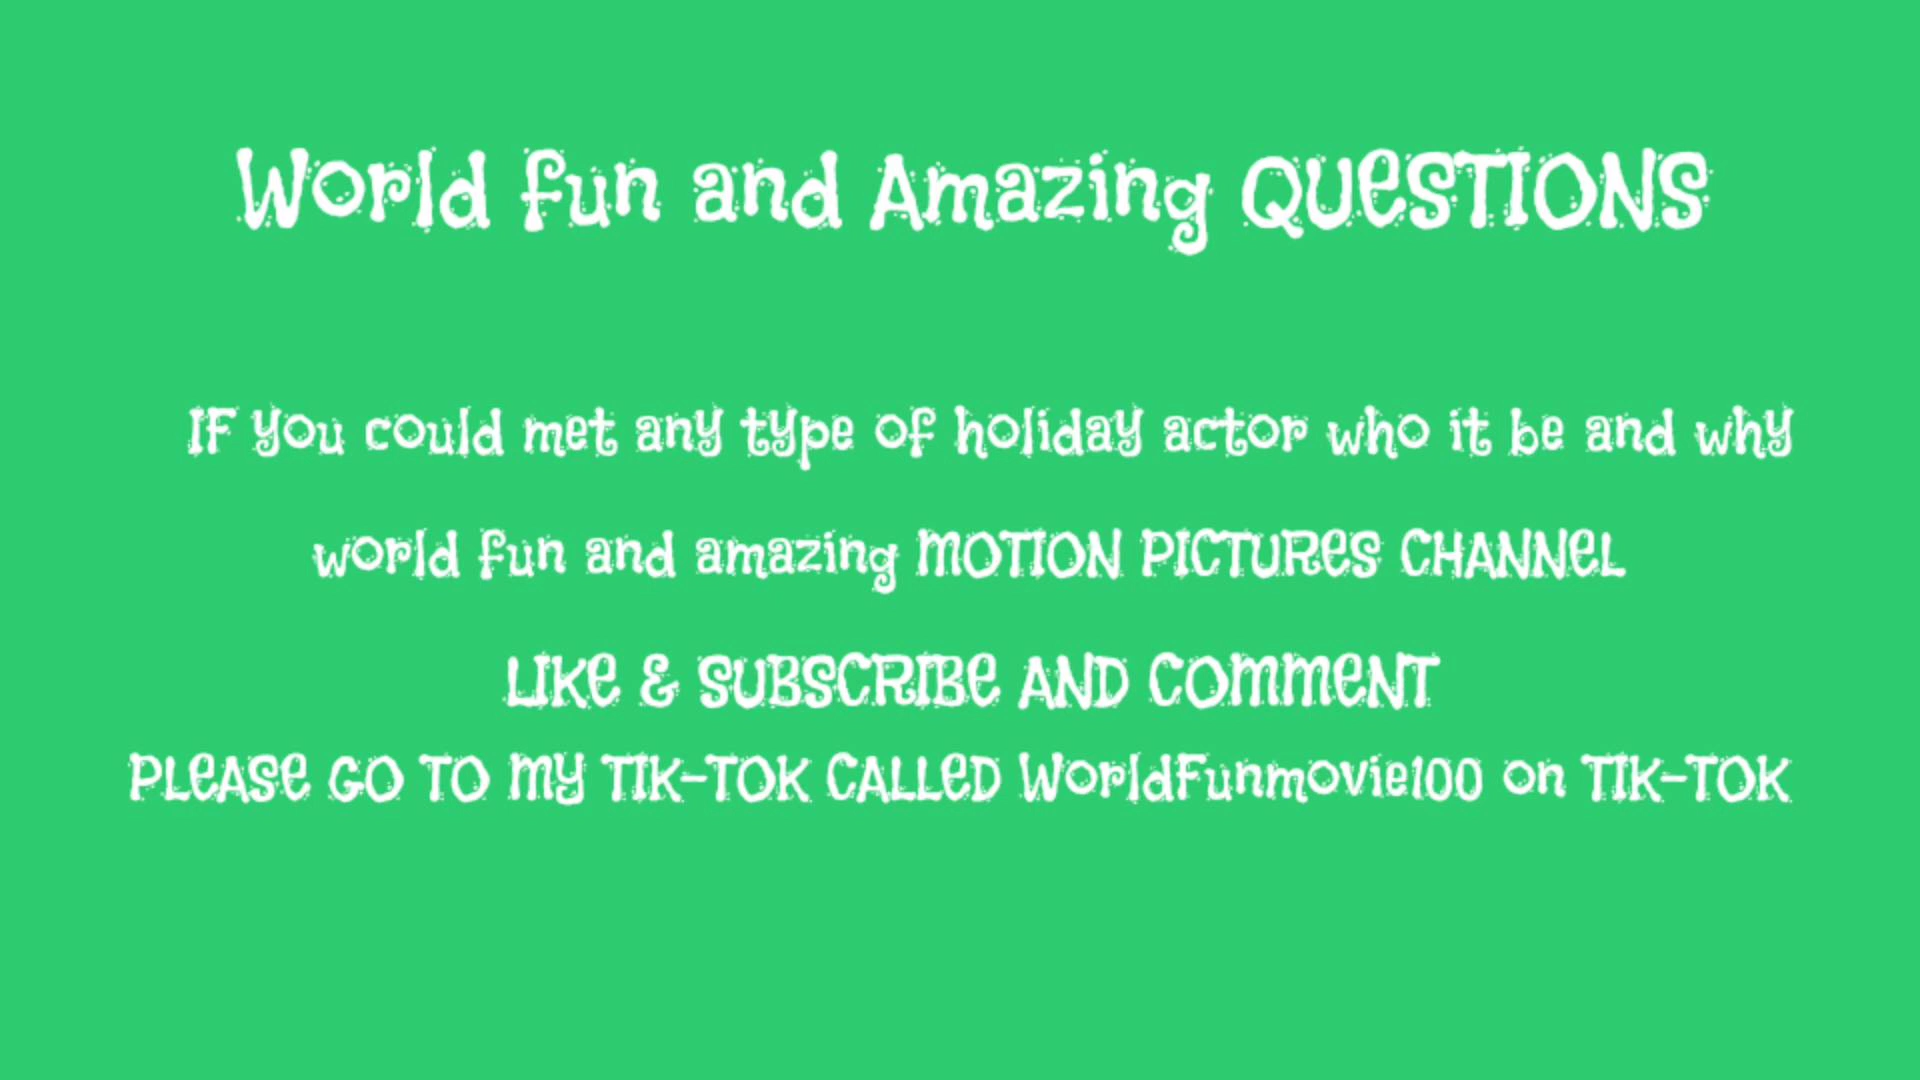 World Fun and Amazing QUESTIONS
IF you could met any type of holiday actor who it be and why
world fun and amazing MOTION PICTURES CHANNEL
LIKE & SUBSCRIBE AND COMMENT
PLEASE GO TO MY TIK-TOK CALLED WorldFunmovie100 on TIK-TOK